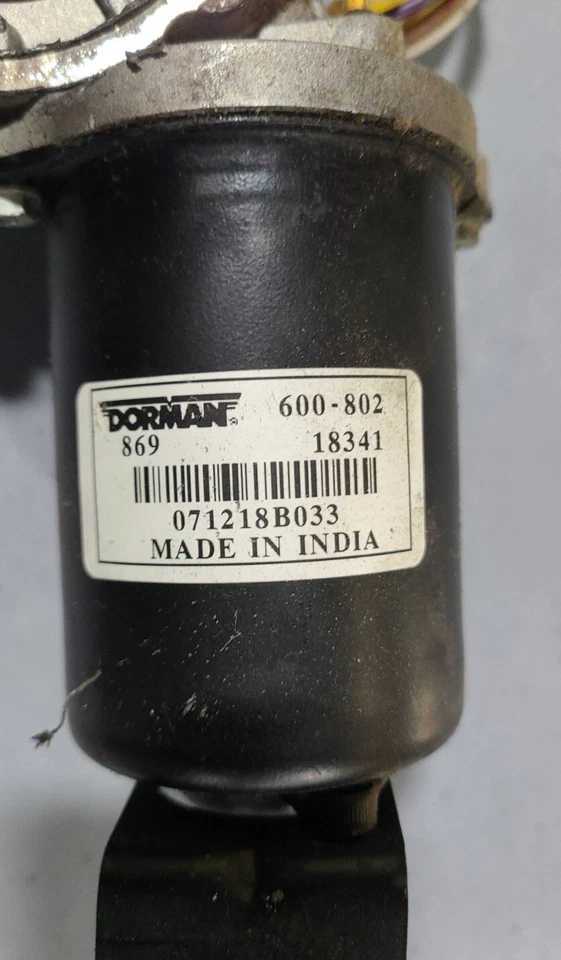 DORMAN® 600-802
869 18341
071218B033
MADE IN INDIA